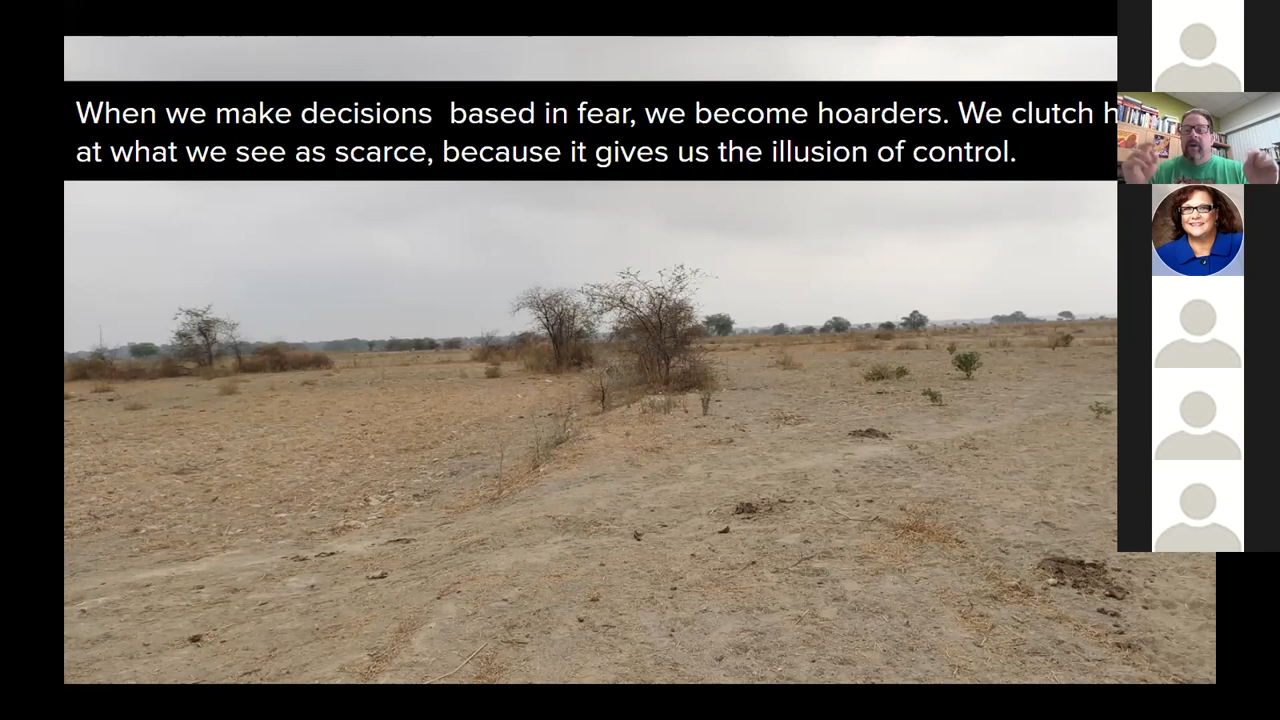 When we make decisions  based in fear, we become hoarders. We clutch
at what we see as scarce, because it gives us the illusion of control.